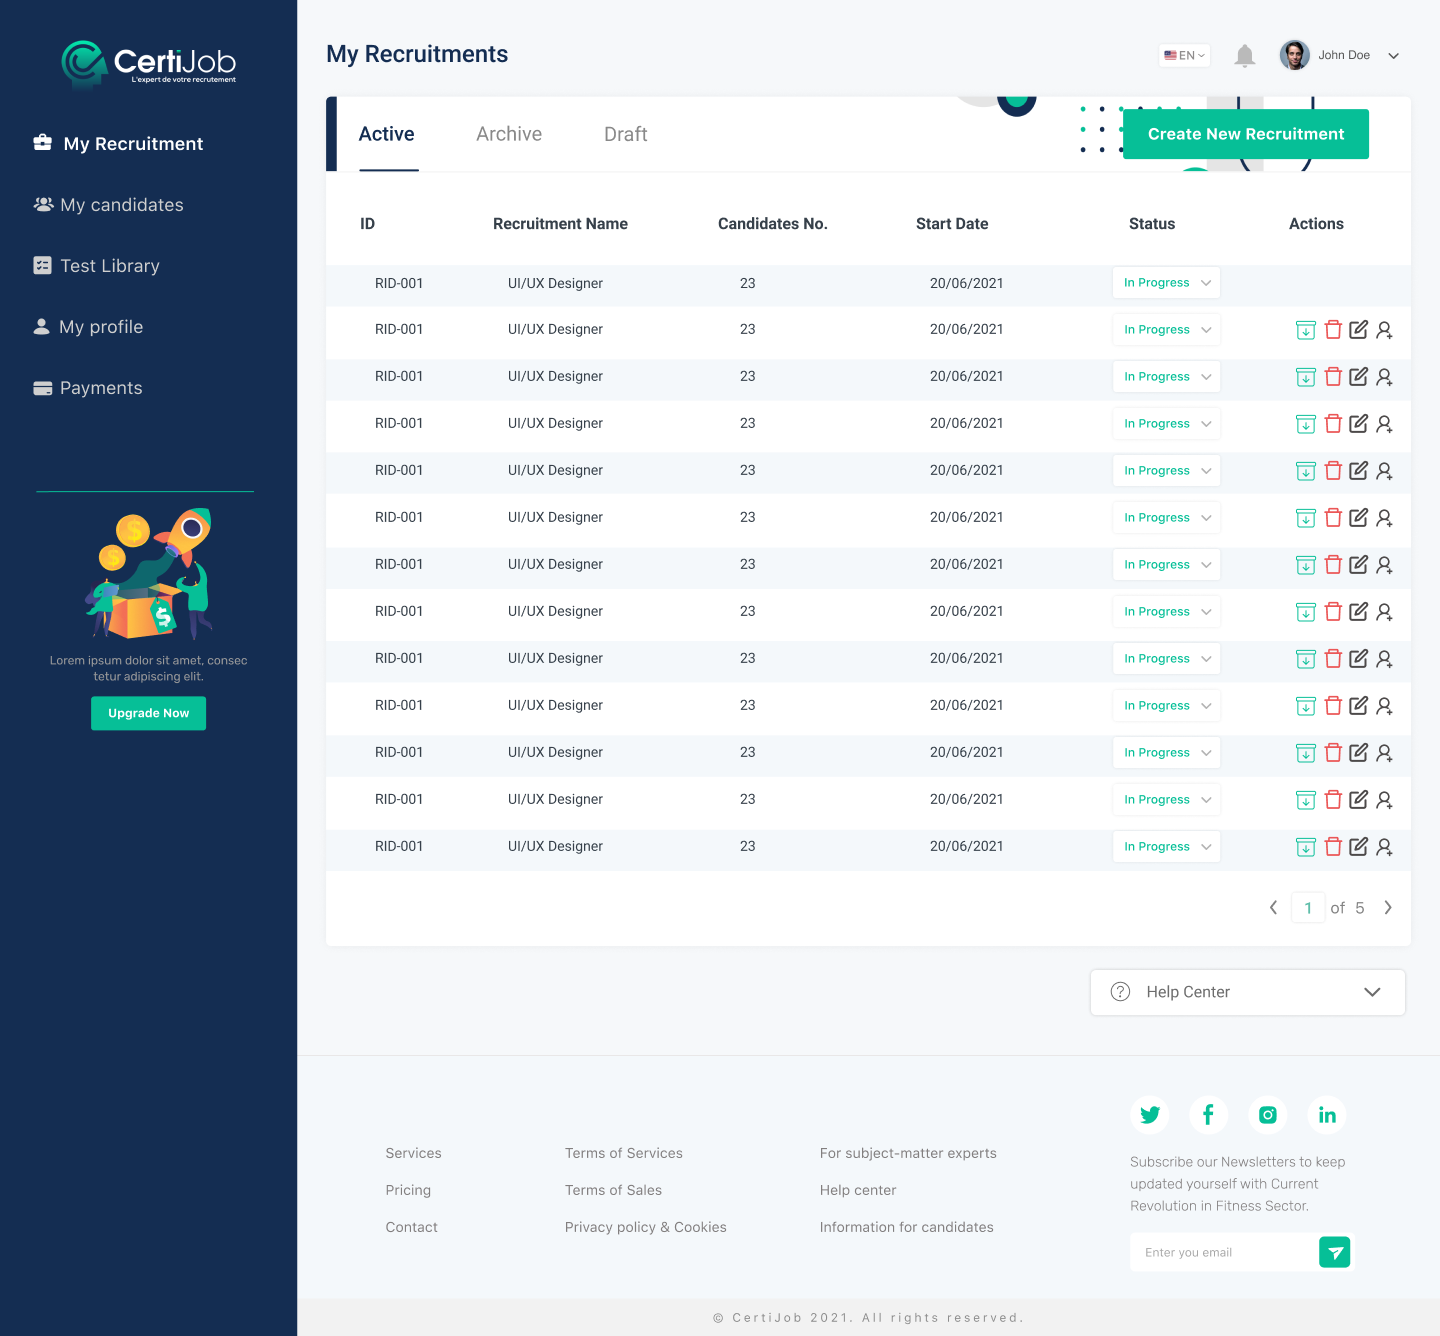 CertiJob
L'expert de votre recrutement
My Recruitment
My candidates
Test Library
My profile
Payments
$
$
$
Lorem ipsum dolor sit amet, consec
tetur adipiscing elit.
Upgrade Now
My Recruitments
EN
John Doe
Active Archive Draft
Create New Recruitment
ID Recruitment Name Candidates No. Start Date Status Actions
RID-001 UI/UX Designer 23 20/06/2021 In Progress
RID-001 UI/UX Designer 23 20/06/2021 In Progress
RID-001 UI/UX Designer 23 20/06/2021 In Progress
RID-001 UI/UX Designer 23 20/06/2021 In Progress
RID-001 UI/UX Designer 23 20/06/2021 In Progress
RID-001 UI/UX Designer 23 20/06/2021 In Progress
RID-001 UI/UX Designer 23 20/06/2021 In Progress
RID-001 UI/UX Designer 23 20/06/2021 In Progress
RID-001 UI/UX Designer 23 20/06/2021 In Progress
RID-001 UI/UX Designer 23 20/06/2021 In Progress
RID-001 UI/UX Designer 23 20/06/2021 In Progress
RID-001 UI/UX Designer 23 20/06/2021 In Progress
RID-001 UI/UX Designer 23 20/06/2021 In Progress
1 of 5
? Help Center
Services
Pricing
Contact
Terms of Services
Terms of Sales
Privacy policy & Cookies
For subject-matter experts
Help center
Information for candidates
Subscribe our Newsletters to keep
updated yourself with Current
Revolution in Fitness Sector.
Enter you email
© CertiJob 2021. All rights reserved.